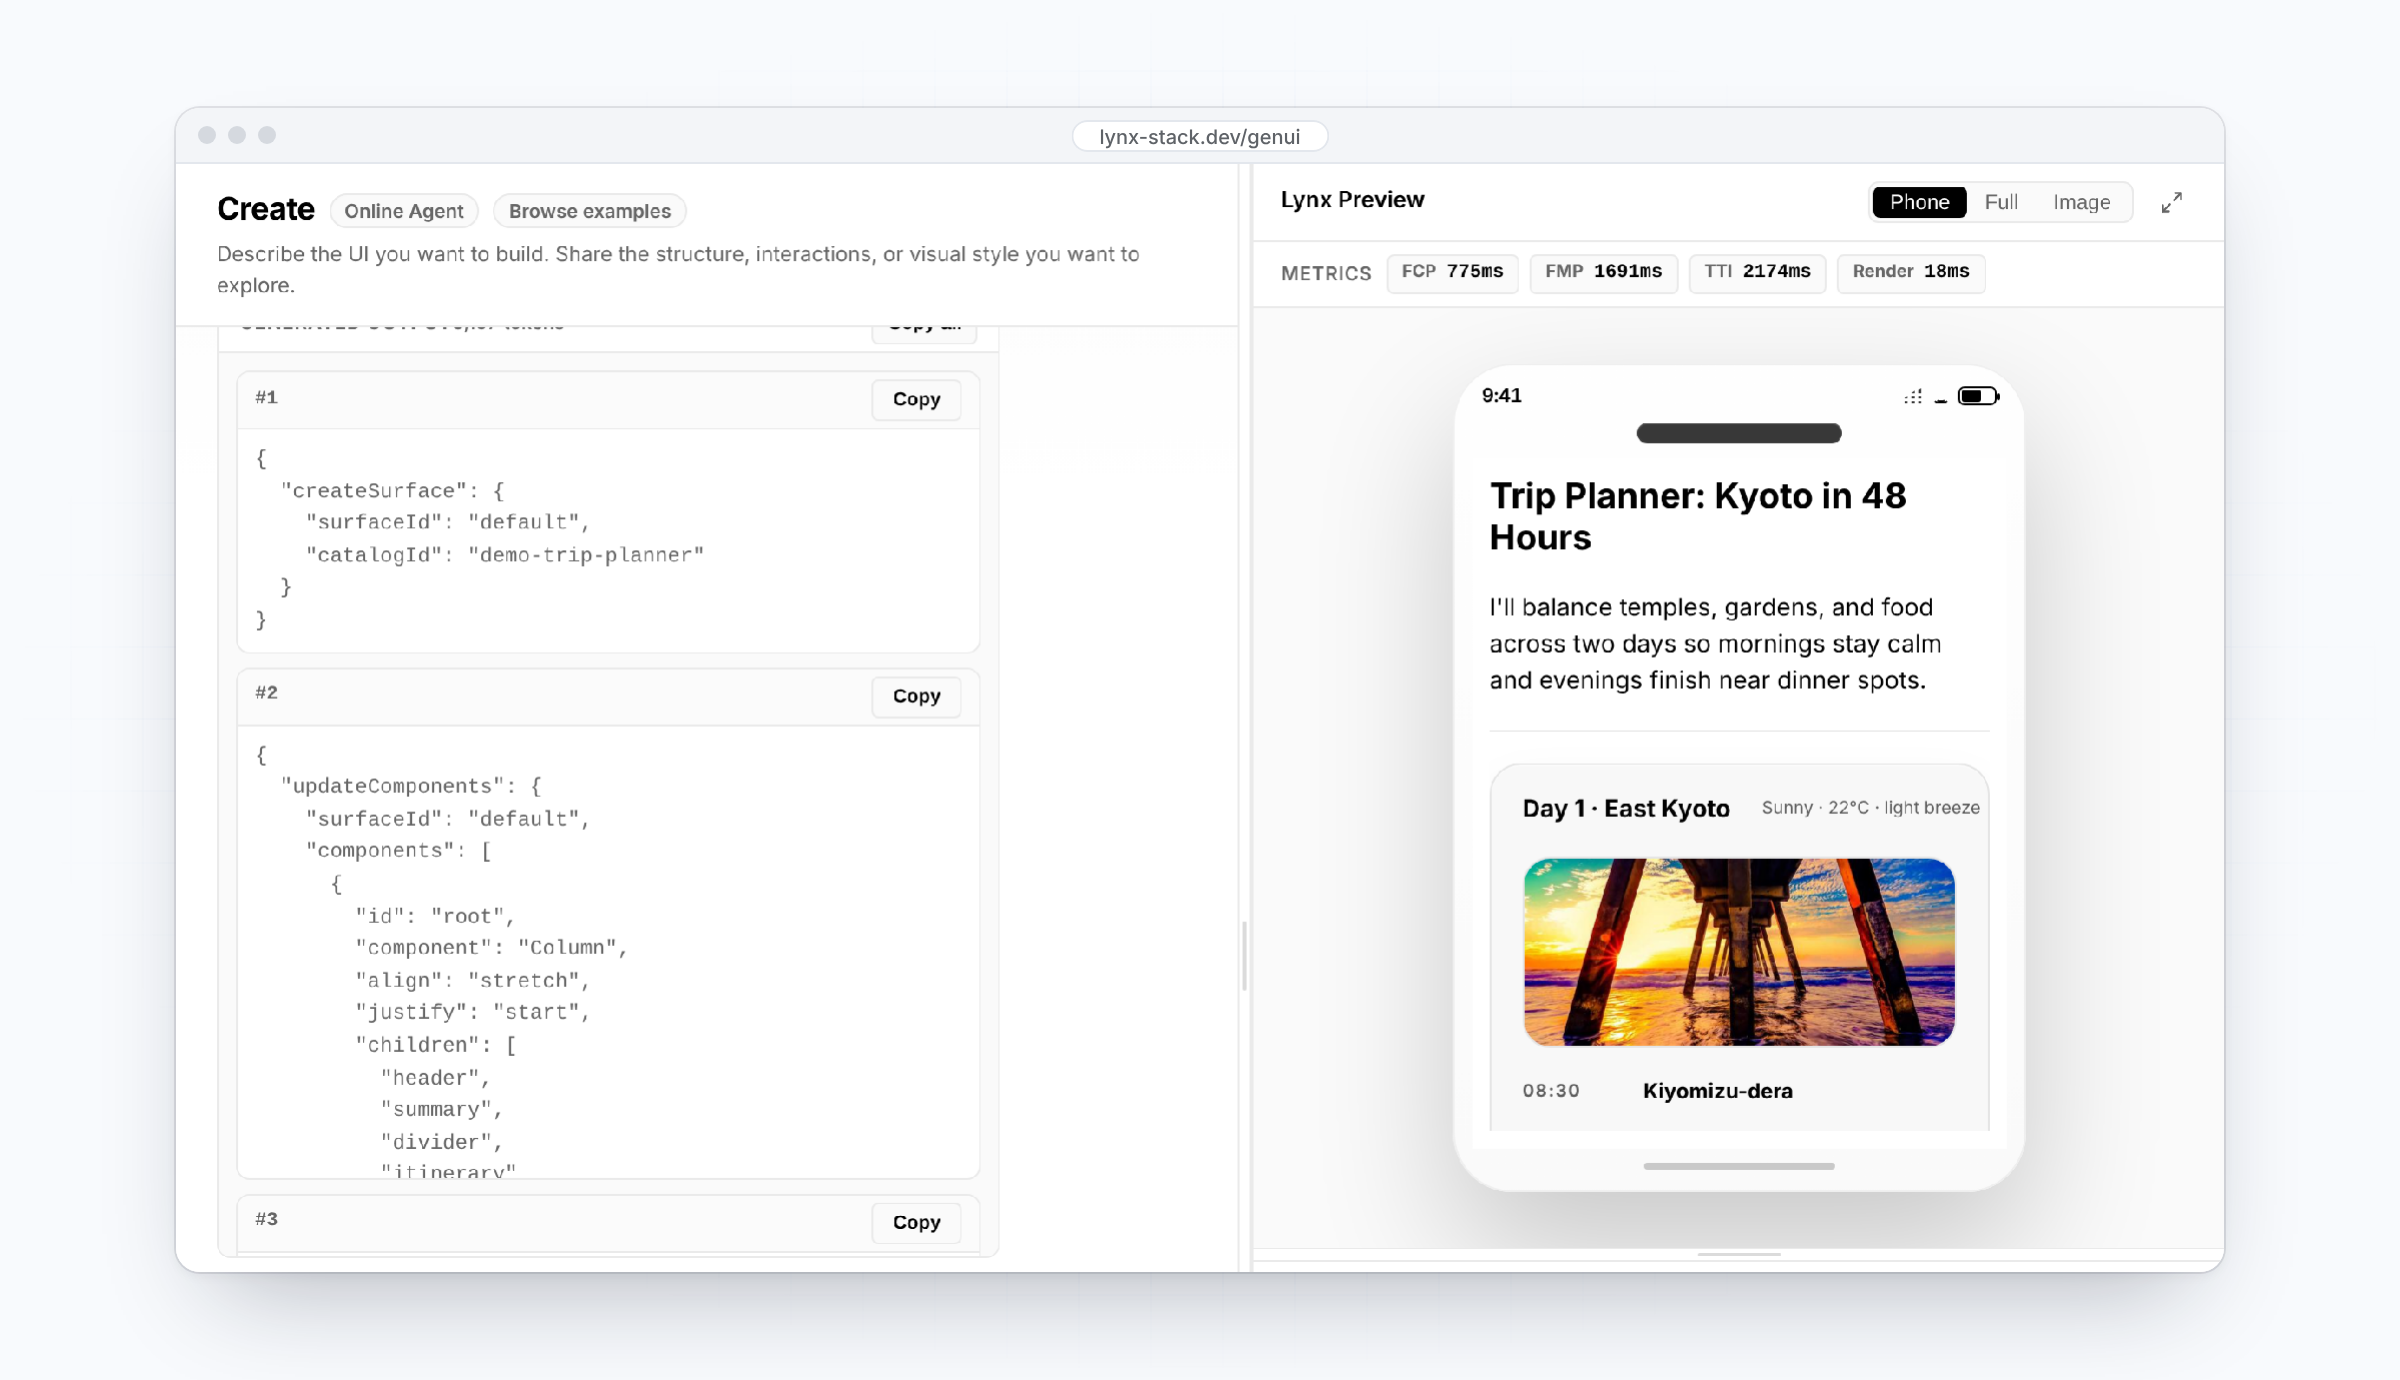 lynx-stack.dev/genui
Create
Online Agent
Browse examples
Describe the UI you want to build. Share the structure, interactions, or visual style you want to
explore.
#1
Copy
{
"createSurface": {
"surfaceId": "default",
"catalogId": "demo-trip-planner"
}
}
#2
Copy
{
"updateComponents": {
"surfaceId": "default",
"components": [
{
"id": "root",
"component": "Column",
"align": "stretch",
"justify": "start",
"children": [
"header",
"summary",
"divider",
"itinerary"
#3
Copy
Lynx Preview
Phone
Full
Image
METRICS
FCP 775ms
FMP 1691ms
TTI 2174ms
Render 18ms
9:41
Trip Planner: Kyoto in 48
Hours
I'll balance temples, gardens, and food
across two days so mornings stay calm
and evenings finish near dinner spots.
Day 1 · East Kyoto
Sunny · 22°C · light breeze
08:30
Kiyomizu-dera